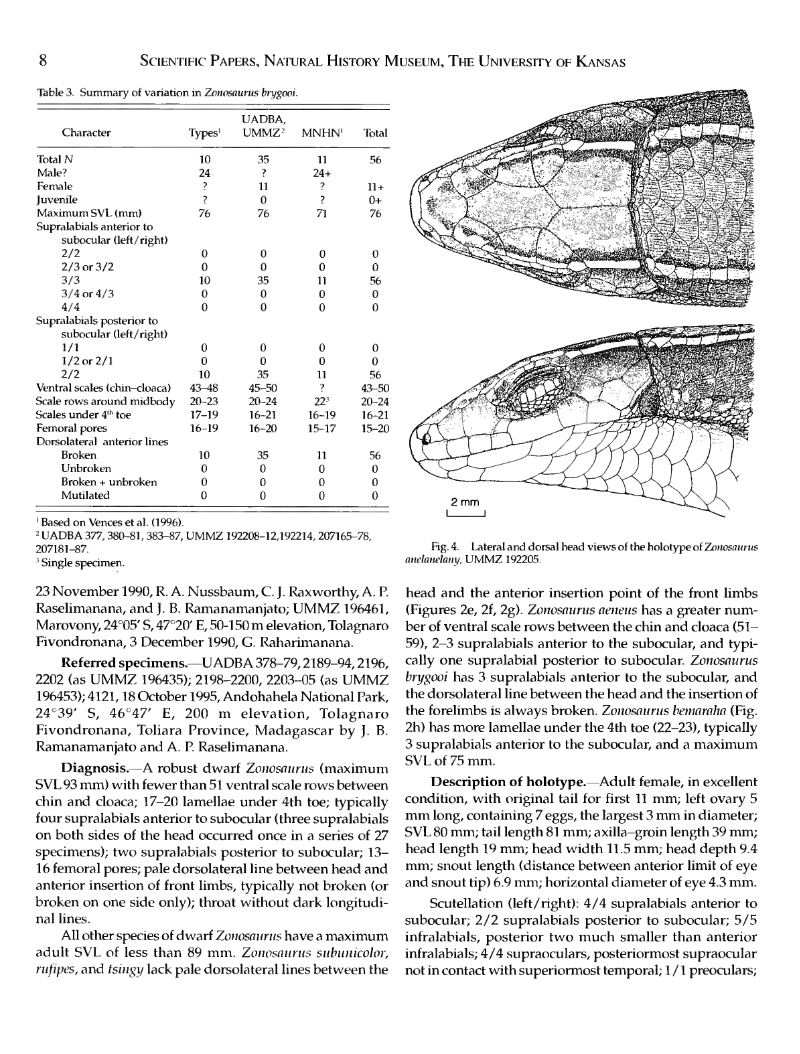 8 SCIENTIFIC PAPERS, NATURAL HISTORY MUSEUM, THE UNIVERSITY OF KANSAS
Table 3. Summary of variation in Zonosaurus brygooi.
UADBA,
Character Types¹ UMMZ² MNHN¹ Total
Total N 10 35 11 56
Male? 24 ? 24+
Female ? 11 ? 11+
Juvenile ? 0 ? 0+
Maximum SVL (mm) 76 76 71 76
Supralabials anterior to
subocular (left/right)
2/2 0 0 0 0
2/3 or 3/2 0 0 0 0
3/3 10 35 11 56
3/4 or 4/3 0 0 0 0
4/4 0 0 0 0
Supralabials posterior to
subocular (left/right)
1/1 0 0 0 0
1/2 or 2/1 0 0 0 0
2/2 10 35 11 56
Ventral scales (chin–cloaca) 43–48 45–50 ? 43–50
Scale rows around midbody 20–23 20–24 22³ 20–24
Scales under 4th toe 17–19 16–21 16–19 16–21
Femoral pores 16–19 16–20 15–17 15–20
Dorsolateral anterior lines
Broken 10 35 11 56
Unbroken 0 0 0 0
Broken + unbroken 0 0 0 0
Mutilated 0 0 0 0
¹ Based on Vences et al. (1996).
² UADBA 377, 380–81, 383–87, UMMZ 192208–12,192214, 207165–78,
207181–87.
³ Single specimen.
23 November 1990, R. A. Nussbaum, C. J. Raxworthy, A. P.
Raselimanana, and J. B. Ramanamanjato; UMMZ 196461,
Marovony, 24°05' S, 47°20' E, 50-150 m elevation, Tolagnaro
Fivondronana, 3 December 1990, G. Raharimanana.
Referred specimens.—UADBA 378–79, 2189–94, 2196,
2202 (as UMMZ 196435); 2198–2200, 2203–05 (as UMMZ
196453); 4121, 18 October 1995, Andohahela National Park,
24°39' S, 46°47' E, 200 m elevation, Tolagnaro
Fivondronana, Toliara Province, Madagascar by J. B.
Ramanamanjato and A. P. Raselimanana.
Diagnosis.—A robust dwarf Zonosaurus (maximum
SVL 93 mm) with fewer than 51 ventral scale rows between
chin and cloaca; 17–20 lamellae under 4th toe; typically
four supralabials anterior to subocular (three supralabials
on both sides of the head occurred once in a series of 27
specimens); two supralabials posterior to subocular; 13–
16 femoral pores; pale dorsolateral line between head and
anterior insertion of front limbs, typically not broken (or
broken on one side only); throat without dark longitudi-
nal lines.
All other species of dwarf Zonosaurus have a maximum
adult SVL of less than 89 mm. Zonosaurus subunicolor,
rufipes, and tsingy lack pale dorsolateral lines between the
2 mm
Fig. 4. Lateral and dorsal head views of the holotype of Zonosaurus
anelanelany, UMMZ 192205.
head and the anterior insertion point of the front limbs
(Figures 2e, 2f, 2g). Zonosaurus aeneus has a greater num-
ber of ventral scale rows between the chin and cloaca (51–
59), 2–3 supralabials anterior to the subocular, and typi-
cally one supralabial posterior to subocular. Zonosaurus
brygooi has 3 supralabials anterior to the subocular, and
the dorsolateral line between the head and the insertion of
the forelimbs is always broken. Zonosaurus bemaraha (Fig.
2h) has more lamellae under the 4th toe (22–23), typically
3 supralabials anterior to the subocular, and a maximum
SVL of 75 mm.
Description of holotype.—Adult female, in excellent
condition, with original tail for first 11 mm; left ovary 5
mm long, containing 7 eggs, the largest 3 mm in diameter;
SVL 80 mm; tail length 81 mm; axilla–groin length 39 mm;
head length 19 mm; head width 11.5 mm; head depth 9.4
mm; snout length (distance between anterior limit of eye
and snout tip) 6.9 mm; horizontal diameter of eye 4.3 mm.
Scutellation (left/right): 4/4 supralabials anterior to
subocular; 2/2 supralabials posterior to subocular; 5/5
infralabials, posterior two much smaller than anterior
infralabials; 4/4 supraoculars, posteriormost supraocular
not in contact with superiormost temporal; 1/1 preoculars;